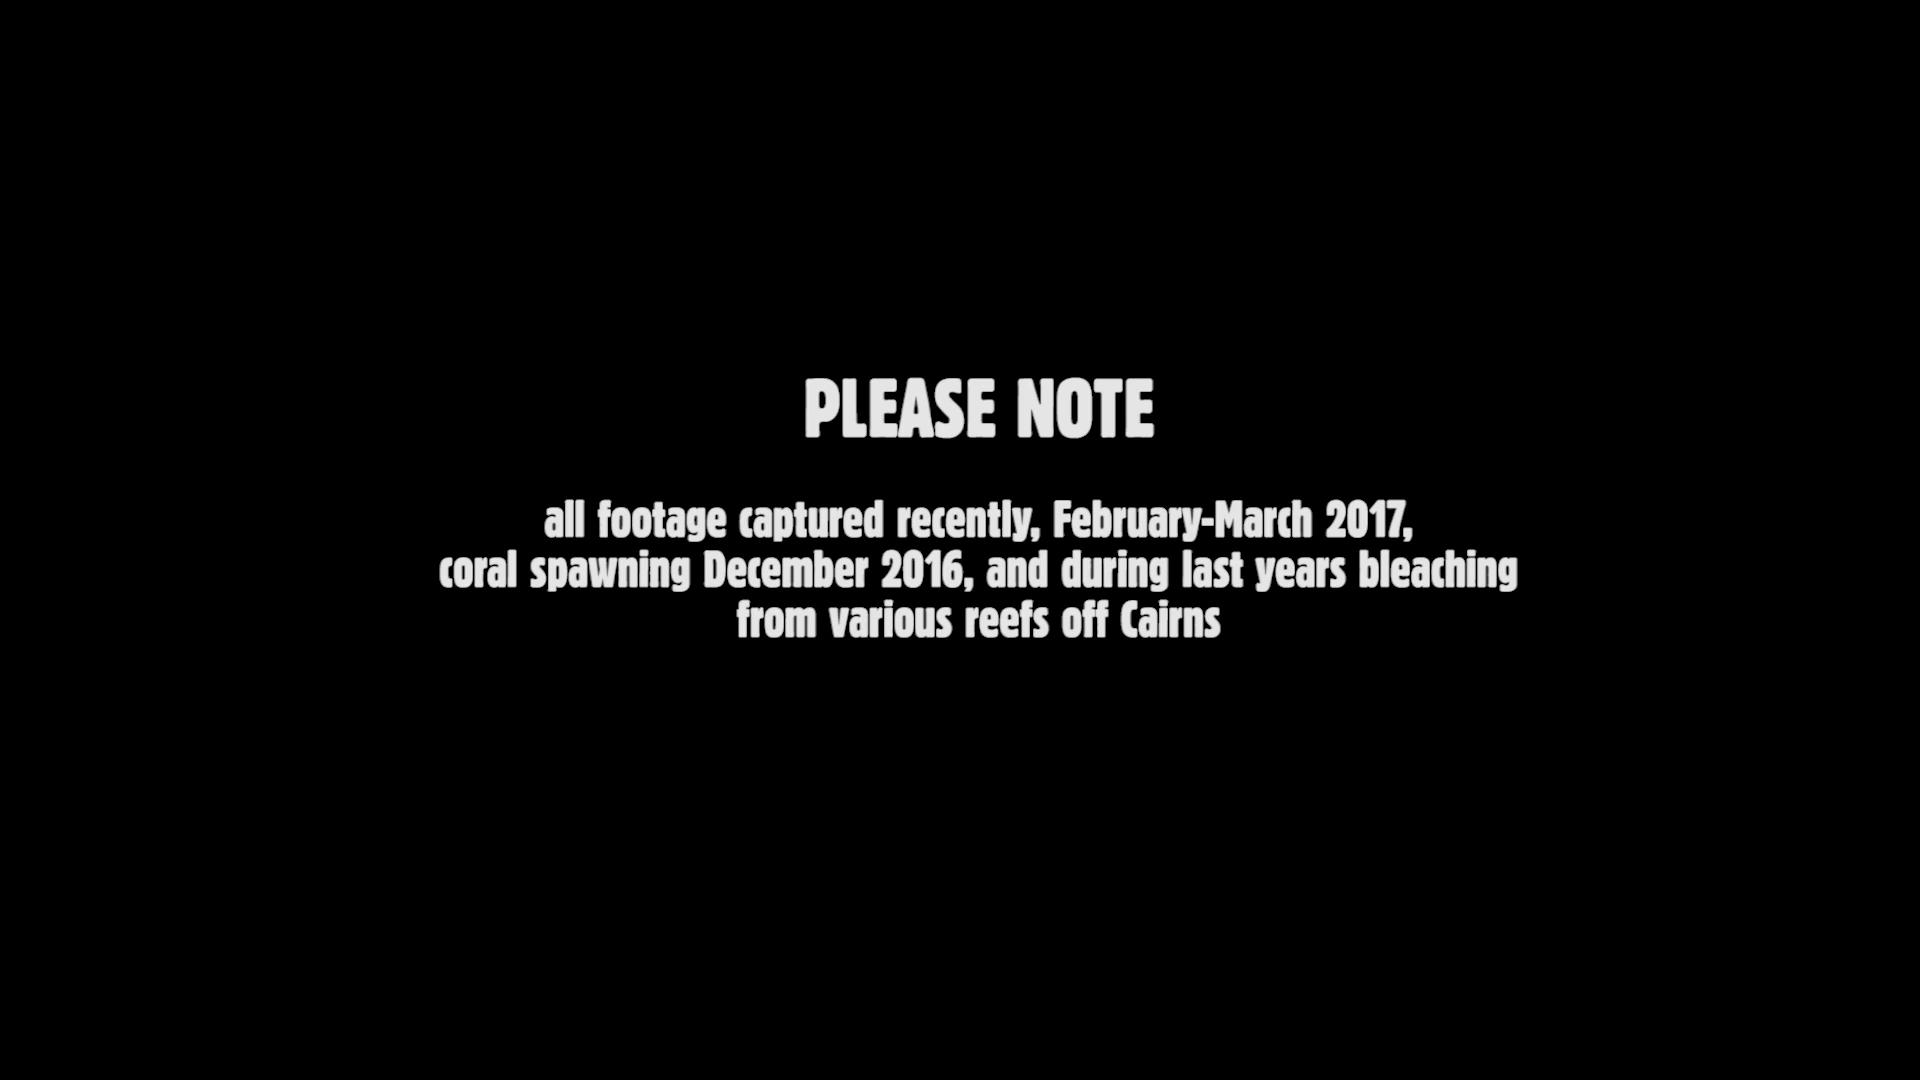 PLEASE NOTE
all footage captured recently, February-March 2017,
coral spawning December 2016, and during last years bleaching
from various reefs off Cairns